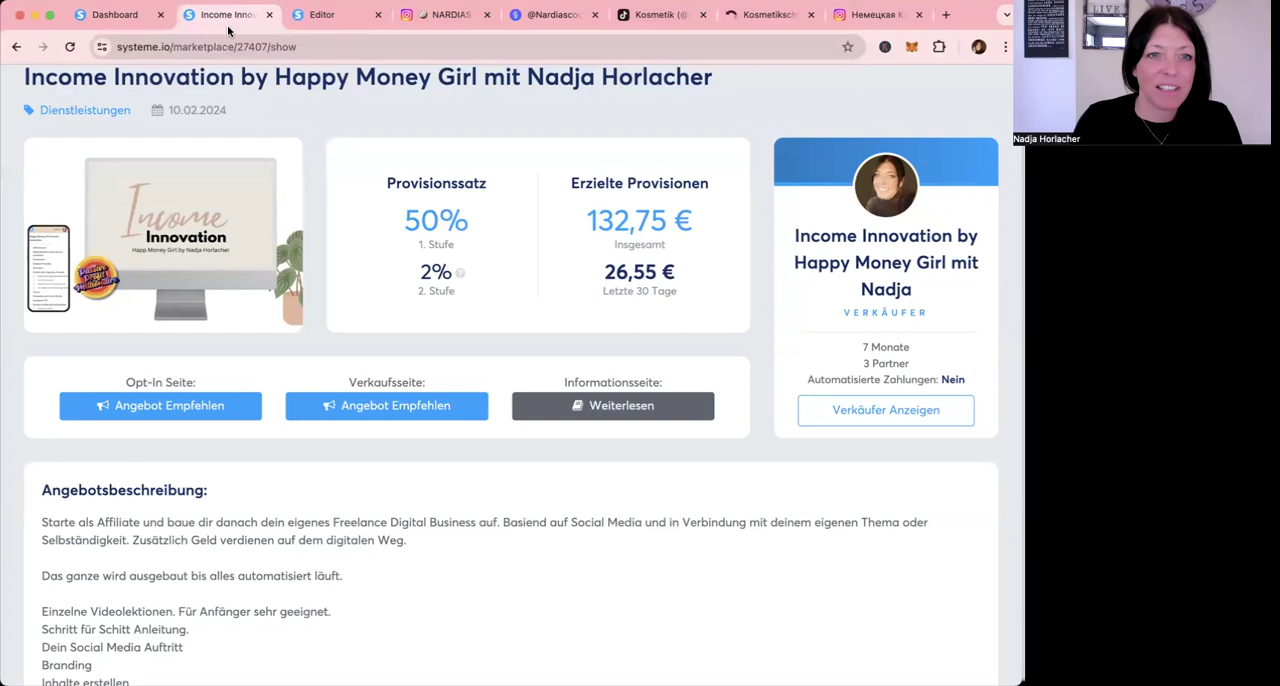 Dashboard
Income Inno
Editor
NARDIAS
@Nardiasco
Kosmetik (@
Kosmetiksch
Немецкая К
systeme.io/marketplace/27407/show
Income Innovation by Happy Money Girl mit Nadja Horlacher
Dienstleistungen
10.02.2024
Income
Innovation
Provisionssatz
50%
1. Stufe
2%
2. Stufe
Erzielte Provisionen
132,75 €
Insgesamt
26,55 €
Letzte 30 Tage
Income Innovation by
Happy Money Girl mit
Nadja
VERKÄUFER
7 Monate
3 Partner
Automatisierte Zahlungen: Nein
Verkäufer Anzeigen
Opt-In Seite:
Angebot Empfehlen
Verkaufsseite:
Angebot Empfehlen
Informationsseite:
Weiterlesen
Angebotsbeschreibung:
Starte als Affiliate und baue dir danach dein eigenes Freelance Digital Business auf. Basiend auf Social Media und in Verbindung mit deinem eigenen Thema oder
Selbständigkeit. Zusätzlich Geld verdienen auf dem digitalen Weg.
Das ganze wird ausgebaut bis alles automatisiert läuft.
Einzelne Videolektionen. Für Anfänger sehr geeignet.
Schritt für Schitt Anleitung.
Dein Social Media Auftritt
Branding
Inhalte erstellen
LIVE
Nadja Horlacher